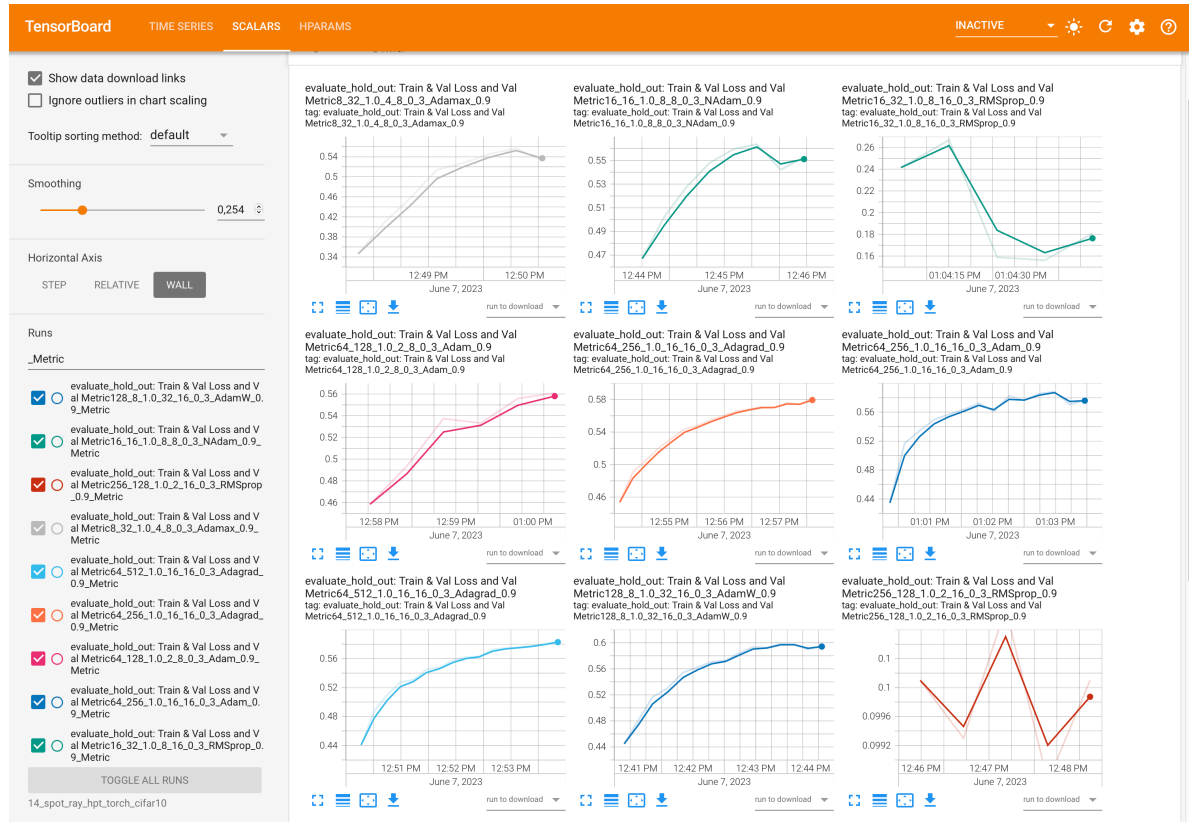 TensorBoard
TIME SERIES
SCALARS
HPARAMS
INACTIVE
Show data download links
Ignore outliers in chart scaling
Tooltip sorting method: default
Smoothing
0,254
Horizontal Axis
STEP
RELATIVE
WALL
Runs
_Metric
evaluate_hold_out: Train & Val Loss and V
al Metric128_8_1.0_32_16_0_3_AdamW_0.
9_Metric
evaluate_hold_out: Train & Val Loss and V
al Metric16_16_1.0_8_8_0_3_NAdam_0.9_
Metric
evaluate_hold_out: Train & Val Loss and V
al Metric256_128_1.0_2_16_0_3_RMSprop
_0.9_Metric
evaluate_hold_out: Train & Val Loss and V
al Metric8_32_1.0_4_8_0_3_Adamax_0.9_
Metric
evaluate_hold_out: Train & Val Loss and V
al Metric64_512_1.0_16_16_0_3_Adagrad_
0.9_Metric
evaluate_hold_out: Train & Val Loss and V
al Metric64_256_1.0_16_16_0_3_Adagrad_
0.9_Metric
evaluate_hold_out: Train & Val Loss and V
al Metric64_128_1.0_2_8_0_3_Adam_0.9_
Metric
evaluate_hold_out: Train & Val Loss and V
al Metric64_256_1.0_16_16_0_3_Adam_0.
9_Metric
evaluate_hold_out: Train & Val Loss and V
al Metric16_32_1.0_8_16_0_3_RMSprop_0.
9_Metric
TOGGLE ALL RUNS
14_spot_ray_hpt_torch_cifar10
evaluate_hold_out: Train & Val Loss and Val
Metric8_32_1.0_4_8_0_3_Adamax_0.9
tag: evaluate_hold_out: Train & Val Loss and Val
Metric8_32_1.0_4_8_0_3_Adamax_0.9
0.54
0.5
0.46
0.42
0.38
0.34
12:49 PM
12:50 PM
June 7, 2023
run to download
evaluate_hold_out: Train & Val Loss and Val
Metric16_16_1.0_8_8_0_3_NAdam_0.9
tag: evaluate_hold_out: Train & Val Loss and Val
Metric16_16_1.0_8_8_0_3_NAdam_0.9
0.55
0.53
0.51
0.49
0.47
12:44 PM
12:45 PM
12:46 PM
June 7, 2023
run to download
evaluate_hold_out: Train & Val Loss and Val
Metric16_32_1.0_8_16_0_3_RMSprop_0.9
tag: evaluate_hold_out: Train & Val Loss and Val
Metric16_32_1.0_8_16_0_3_RMSprop_0.9
0.26
0.24
0.22
0.2
0.18
0.16
01:04:15 PM
01:04:30 PM
June 7, 2023
run to download
evaluate_hold_out: Train & Val Loss and Val
Metric64_128_1.0_2_8_0_3_Adam_0.9
tag: evaluate_hold_out: Train & Val Loss and Val
Metric64_128_1.0_2_8_0_3_Adam_0.9
0.56
0.54
0.52
0.5
0.48
0.46
12:58 PM
12:59 PM
01:00 PM
June 7, 2023
run to download
evaluate_hold_out: Train & Val Loss and Val
Metric64_256_1.0_16_16_0_3_Adagrad_0.9
tag: evaluate_hold_out: Train & Val Loss and Val
Metric64_256_1.0_16_16_0_3_Adagrad_0.9
0.58
0.54
0.5
0.46
12:55 PM
12:56 PM
12:57 PM
June 7, 2023
run to download
evaluate_hold_out: Train & Val Loss and Val
Metric64_256_1.0_16_16_0_3_Adam_0.9
tag: evaluate_hold_out: Train & Val Loss and Val
Metric64_256_1.0_16_16_0_3_Adam_0.9
0.56
0.52
0.48
0.44
01:01 PM
01:02 PM
01:03 PM
June 7, 2023
run to download
evaluate_hold_out: Train & Val Loss and Val
Metric64_512_1.0_16_16_0_3_Adagrad_0.9
tag: evaluate_hold_out: Train & Val Loss and Val
Metric64_512_1.0_16_16_0_3_Adagrad_0.9
0.56
0.52
0.48
0.44
12:51 PM
12:52 PM
12:53 PM
June 7, 2023
run to download
evaluate_hold_out: Train & Val Loss and Val
Metric128_8_1.0_32_16_0_3_AdamW_0.9
tag: evaluate_hold_out: Train & Val Loss and Val
Metric128_8_1.0_32_16_0_3_AdamW_0.9
0.6
0.56
0.52
0.48
0.44
12:41 PM
12:42 PM
12:43 PM
12:44 PM
June 7, 2023
run to download
evaluate_hold_out: Train & Val Loss and Val
Metric256_128_1.0_2_16_0_3_RMSprop_0.9
tag: evaluate_hold_out: Train & Val Loss and Val
Metric256_128_1.0_2_16_0_3_RMSprop_0.9
0.1
0.1
0.0996
0.0992
12:46 PM
12:47 PM
12:48 PM
June 7, 2023
run to download